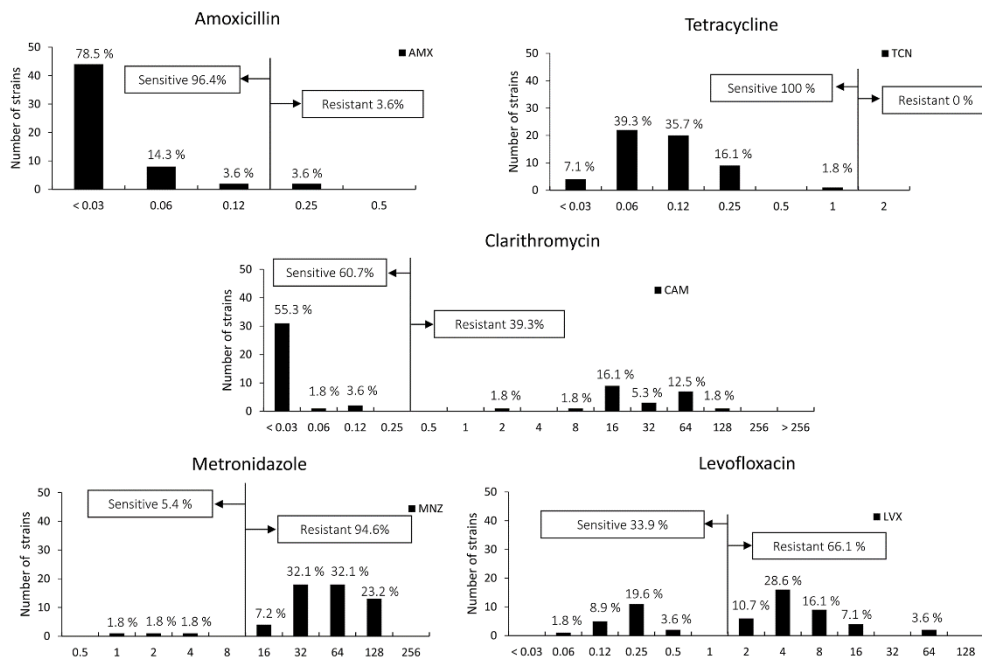 Amoxicillin
Number of strains
50
40
30
20
10
0
78.5 %
14.3 %
3.6 %
3.6 %
Sensitive 96.4%
Resistant 3.6%
AMX
< 0.03 0.06 0.12 0.25 0.5
Tetracycline
Number of strains
50
40
30
20
10
0
7.1 %
39.3 %
35.7 %
16.1 %
1.8 %
Sensitive 100 %
Resistant 0 %
TCN
< 0.03 0.06 0.12 0.25 0.5 1 2
Clarithromycin
Number of strains
50
40
30
20
10
0
55.3 %
1.8 %
3.6 %
1.8 %
1.8 %
16.1 %
5.3 %
12.5 %
1.8 %
Sensitive 60.7%
Resistant 39.3%
CAM
< 0.03 0.06 0.12 0.25 0.5 1 2 4 8 16 32 64 128 256 > 256
Metronidazole
Number of strains
50
40
30
20
10
0
1.8 %
1.8 %
1.8 %
7.2 %
32.1 %
32.1 %
23.2 %
Sensitive 5.4 %
Resistant 94.6%
MNZ
0.5 1 2 4 8 16 32 64 128 256
Levofloxacin
Number of strains
50
40
30
20
10
0
1.8 %
8.9 %
19.6 %
3.6 %
10.7 %
28.6 %
16.1 %
7.1 %
3.6 %
Sensitive 33.9 %
Resistant 66.1 %
LVX
< 0.03 0.06 0.12 0.25 0.5 1 2 4 8 16 32 64 128